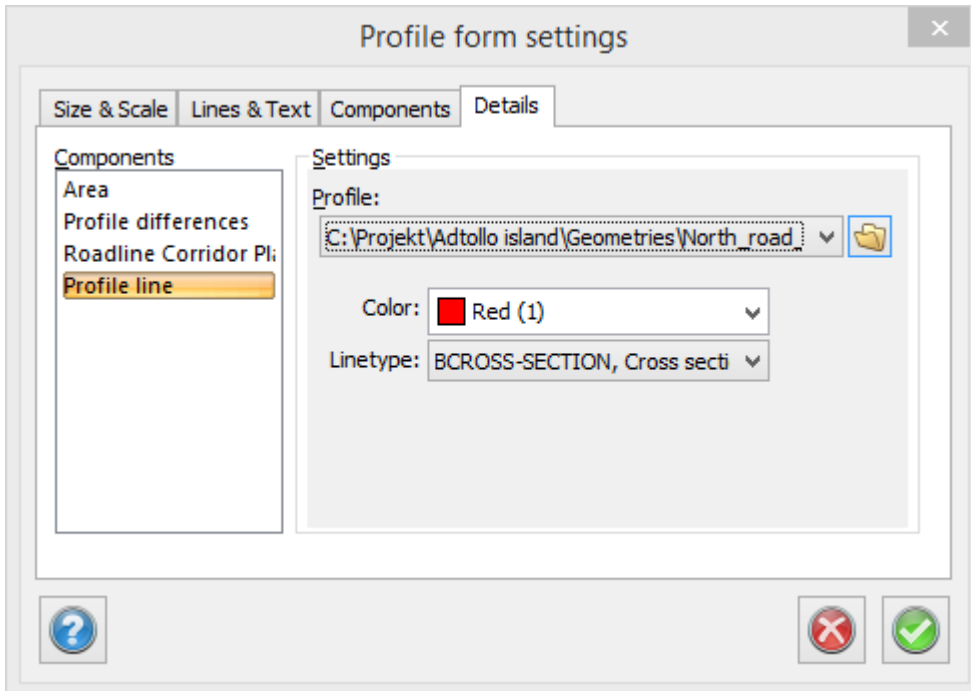 Profile form settings
Size & Scale
Lines & Text
Components
Details
Components
Area
Profile differences
Roadline Corridor Pl
Profile line
Settings
Profile:
C:\Projekt\Adtollo island\Geometries\North_road_
Color:
Red (1)
Linetype:
BCROSS-SECTION, Cross secti